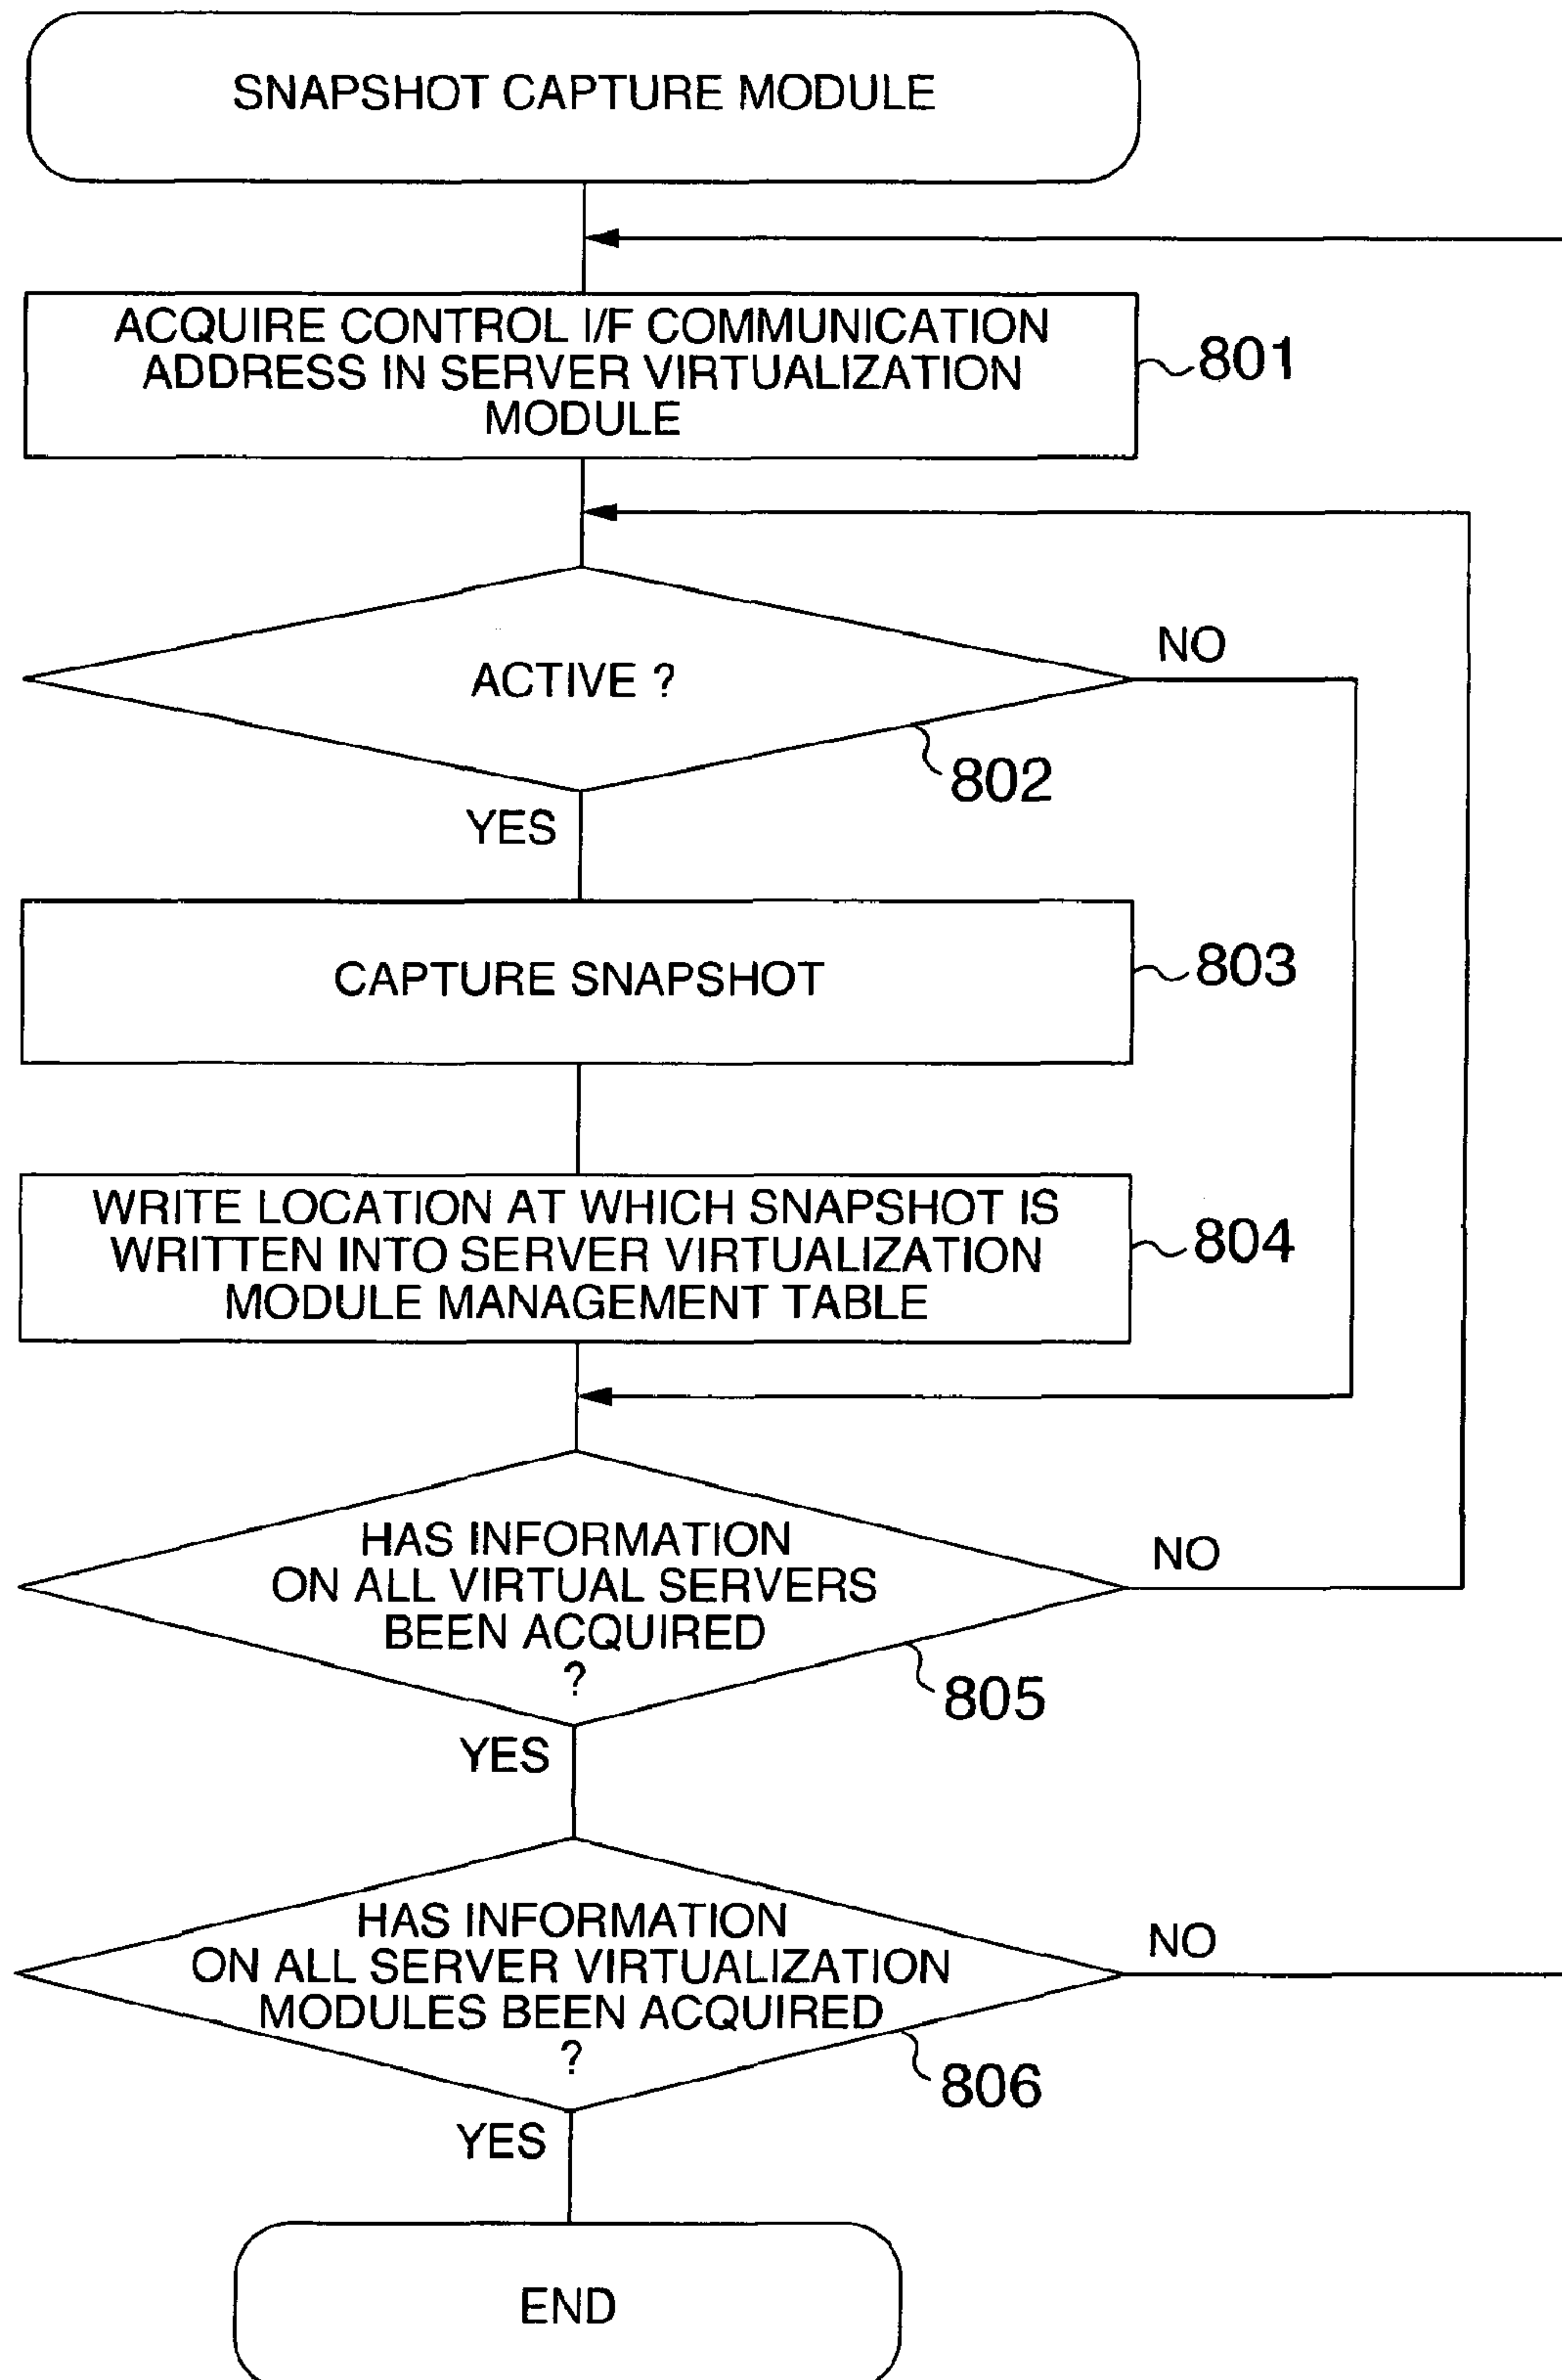 SNAPSHOT CAPTURE MODULE
ACQUIRE CONTROL I/F COMMUNICATION
ADDRESS IN SERVER VIRTUALIZATION
MODULE
801
ACTIVE ?
NO
802
YES
CAPTURE SNAPSHOT
803
WRITE LOCATION AT WHICH SNAPSHOT IS
WRITTEN INTO SERVER VIRTUALIZATION
MODULE MANAGEMENT TABLE
804
HAS INFORMATION
ON ALL VIRTUAL SERVERS
BEEN ACQUIRED
?
NO
805
YES
HAS INFORMATION
ON ALL SERVER VIRTUALIZATION
MODULES BEEN ACQUIRED
?
NO
806
YES
END